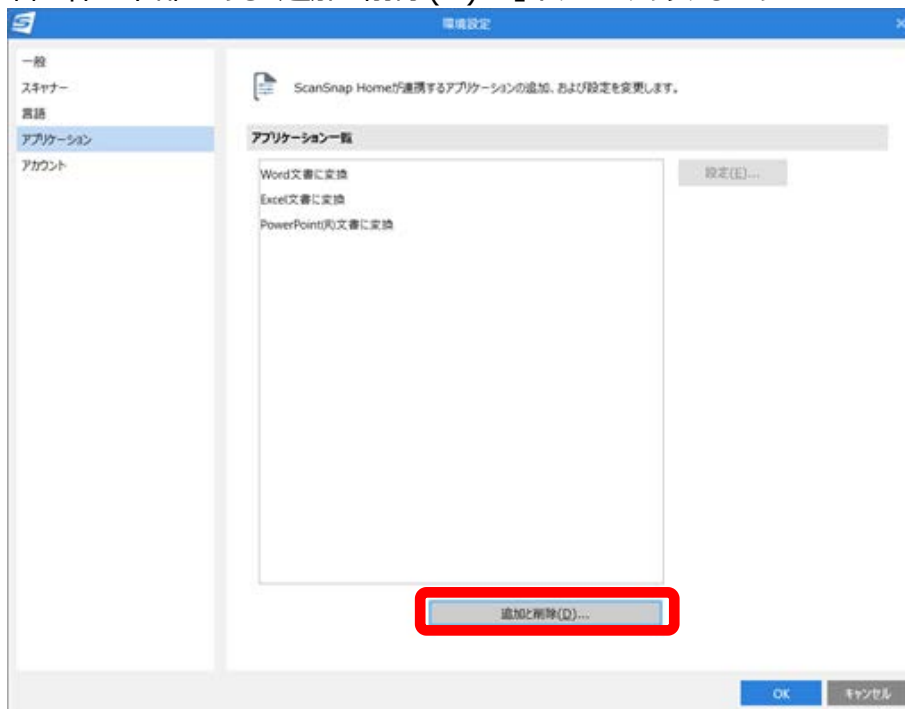 環境設定
一般
スキャナー
言語
アプリケーション
アカウント
ScanSnap Homeが連携するアプリケーションの追加、および設定を変更します。
アプリケーション一覧
Word文書に変換
Excel文書に変換
PowerPoint(R)文書に変換
設定(E)...
追加と削除(D)...
OK
キャンセル